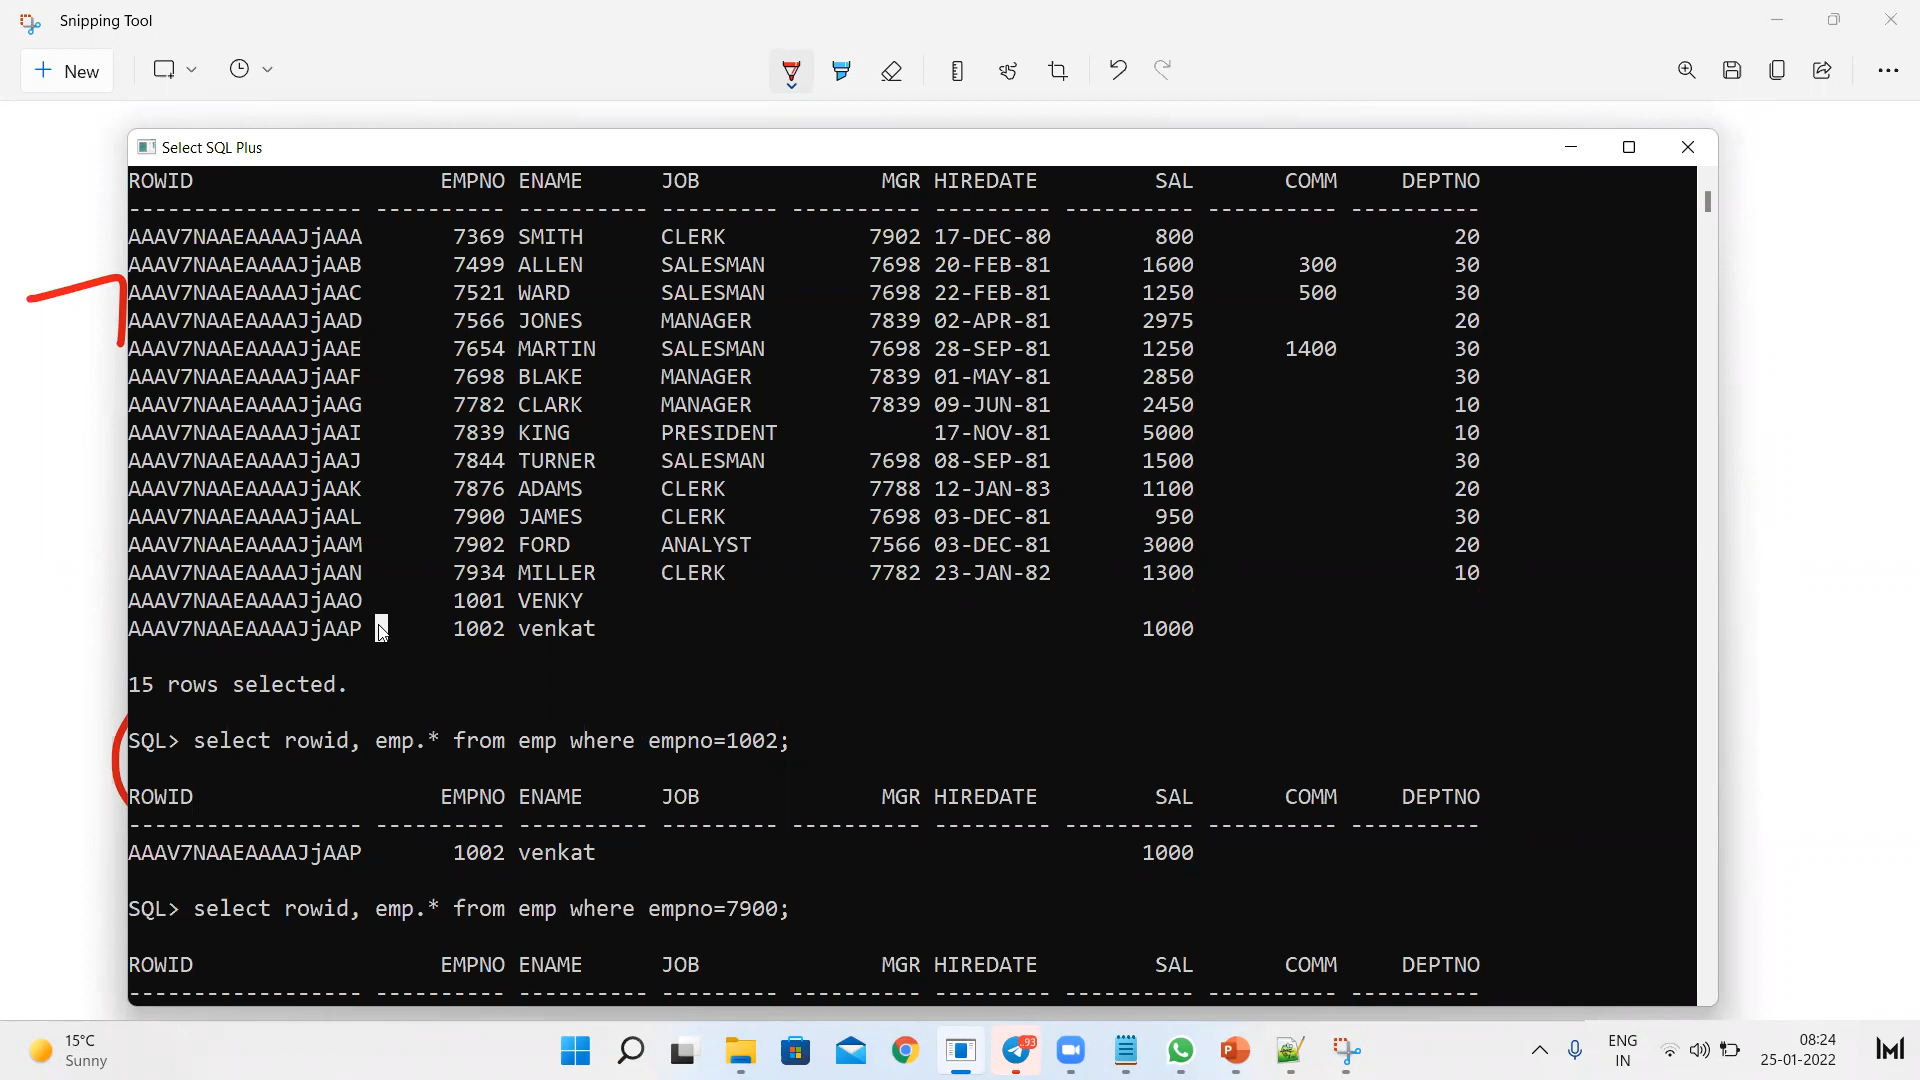 Snipping Tool
New
Select SQL Plus
ROWID EMPNO ENAME JOB MGR HIREDATE SAL COMM DEPTNO
------------------ ---------- ---------- --------- ---------- --------- ---------- ---------- ----------
AAAV7NAAEAAAAJjAAA 7369 SMITH CLERK 7902 17-DEC-80 800 20
AAAV7NAAEAAAAJjAAB 7499 ALLEN SALESMAN 7698 20-FEB-81 1600 300 30
AAAV7NAAEAAAAJjAAC 7521 WARD SALESMAN 7698 22-FEB-81 1250 500 30
AAAV7NAAEAAAAJjAAD 7566 JONES MANAGER 7839 02-APR-81 2975 20
AAAV7NAAEAAAAJjAAE 7654 MARTIN SALESMAN 7698 28-SEP-81 1250 1400 30
AAAV7NAAEAAAAJjAAF 7698 BLAKE MANAGER 7839 01-MAY-81 2850 30
AAAV7NAAEAAAAJjAAG 7782 CLARK MANAGER 7839 09-JUN-81 2450 10
AAAV7NAAEAAAAJjAAI 7839 KING PRESIDENT 17-NOV-81 5000 10
AAAV7NAAEAAAAJjAAJ 7844 TURNER SALESMAN 7698 08-SEP-81 1500 30
AAAV7NAAEAAAAJjAAK 7876 ADAMS CLERK 7788 12-JAN-83 1100 20
AAAV7NAAEAAAAJjAAL 7900 JAMES CLERK 7698 03-DEC-81 950 30
AAAV7NAAEAAAAJjAAM 7902 FORD ANALYST 7566 03-DEC-81 3000 20
AAAV7NAAEAAAAJjAAN 7934 MILLER CLERK 7782 23-JAN-82 1300 10
AAAV7NAAEAAAAJjAAO 1001 VENKY
AAAV7NAAEAAAAJjAAP 1002 venkat 1000
15 rows selected.
SQL> select rowid, emp.* from emp where empno=1002;
ROWID EMPNO ENAME JOB MGR HIREDATE SAL COMM DEPTNO
------------------ ---------- ---------- --------- ---------- --------- ---------- ---------- ----------
AAAV7NAAEAAAAJjAAP 1002 venkat 1000
SQL> select rowid, emp.* from emp where empno=7900;
ROWID EMPNO ENAME JOB MGR HIREDATE SAL COMM DEPTNO
------------------ ---------- ---------- --------- ---------- --------- ---------- ---------- ----------
15°C
Sunny
93
ENG
IN
08:24
25-01-2022